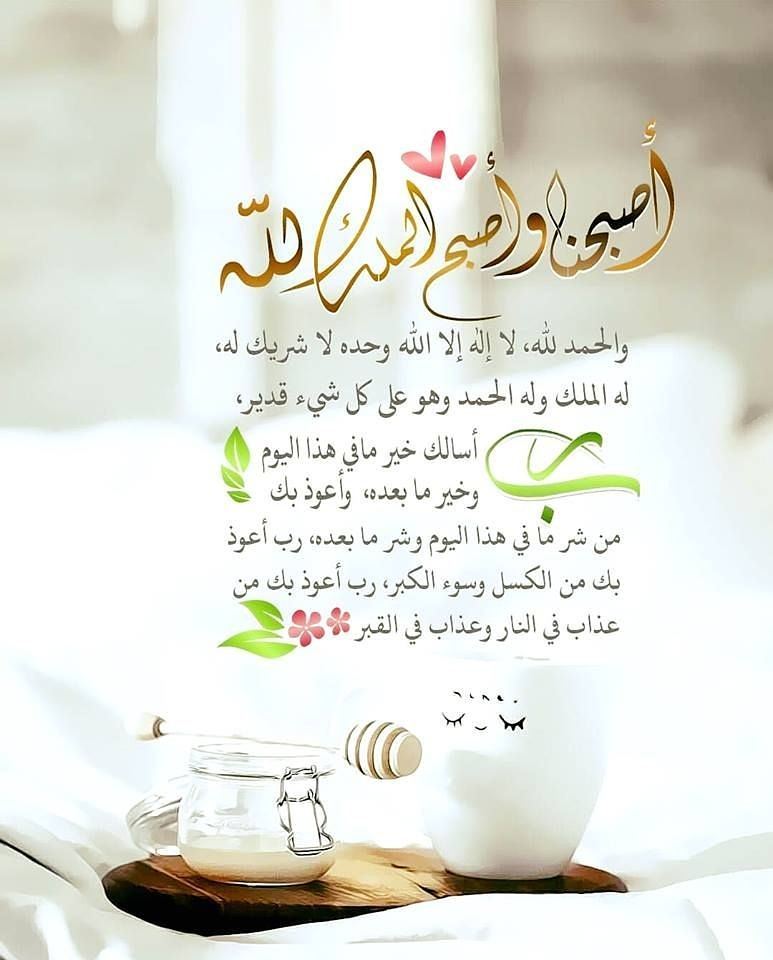 أصبحنا وأصبح الملك لله
والحمد لله، لا إله إلا الله وحده لا شريك له،
له الملك وله الحمد وهو على كل شيء قدير،
رب
أسالك خير مافي هذا اليوم
وخير ما بعده، وأعوذ بك
من شر ما في هذا اليوم وشر ما بعده، رب أعوذ
بك من الكسل وسوء الكبر، رب أعوذ بك من
عذاب في النار وعذاب في القبر